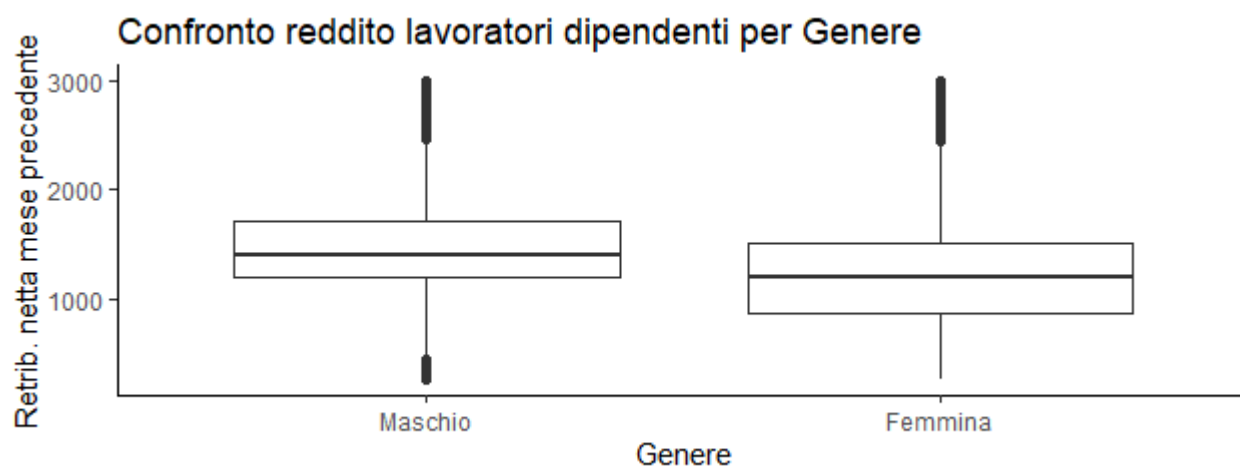 Confronto reddito lavoratori dipendenti per Genere
Retrib. netta mese precedente
3000
2000
1000
Maschio
Femmina
Genere